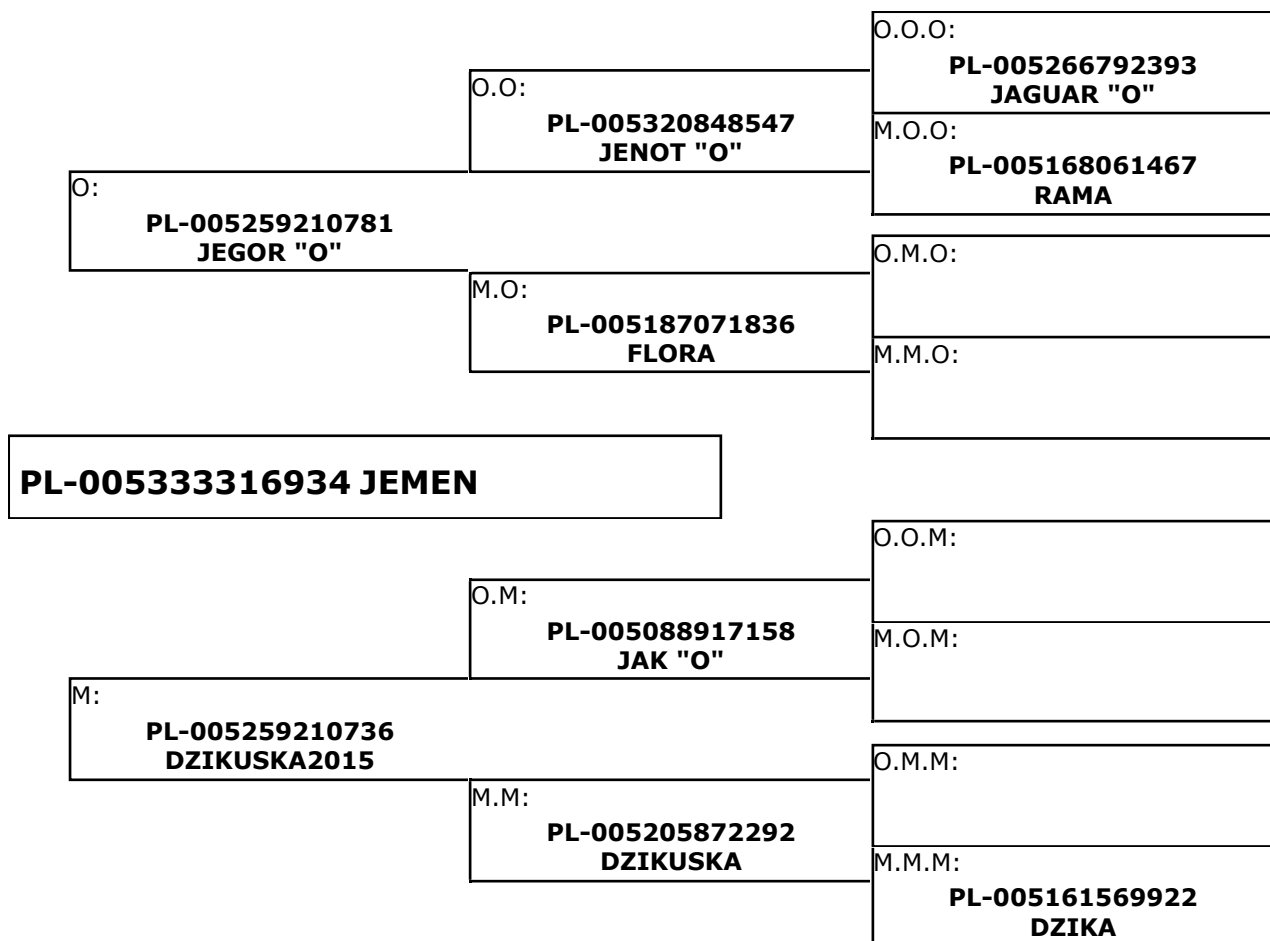 O.O.O:
PL-005266792393
JAGUAR "O"
O.O:
PL-005320848547
JENOT "O"
M.O.O:
PL-005168061467
RAMA
O:
PL-005259210781
JEGOR "O"
O.M.O:
M.O:
PL-005187071836
FLORA
M.M.O:
PL-005333316934 JEMEN
O.O.M:
O.M:
PL-005088917158
JAK "O"
M.O.M:
M:
PL-005259210736
DZIKUSKA2015
O.M.M:
M.M:
PL-005205872292
DZIKUSKA
M.M.M:
PL-005161569922
DZIKA